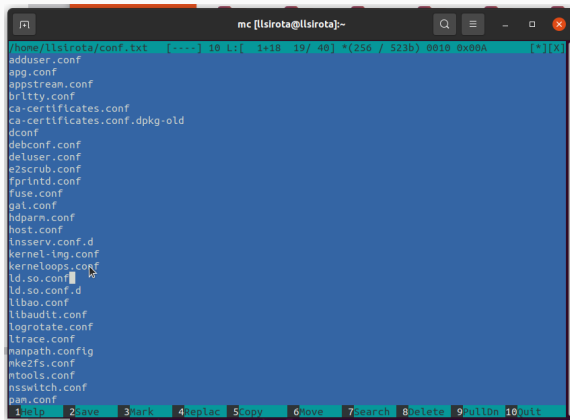 mc [llsirota@llsirota]:~
/home/llsirota/conf.txt [----] 10 L:[ 1+18 19/ 40] *(256 / 523b) 0010 0x00A [*][X]
adduser.conf
apg.conf
appstream.conf
brltty.conf
ca-certificates.conf
ca-certificates.conf.dpkg-old
dconf
debconf.conf
deluser.conf
e2scrub.conf
fprintd.conf
fuse.conf
gai.conf
hdparm.conf
host.conf
insserv.conf.d
kernel-img.conf
kerneloops.conf
ld.so.conf
ld.so.conf.d
libao.conf
libaudit.conf
logrotate.conf
ltrace.conf
manpath.config
mke2fs.conf
mtools.conf
nsswitch.conf
pam.conf
1Help 2Save 3Mark 4Replac 5Copy 6Move 7Search 8Delete 9PullDn 10Quit